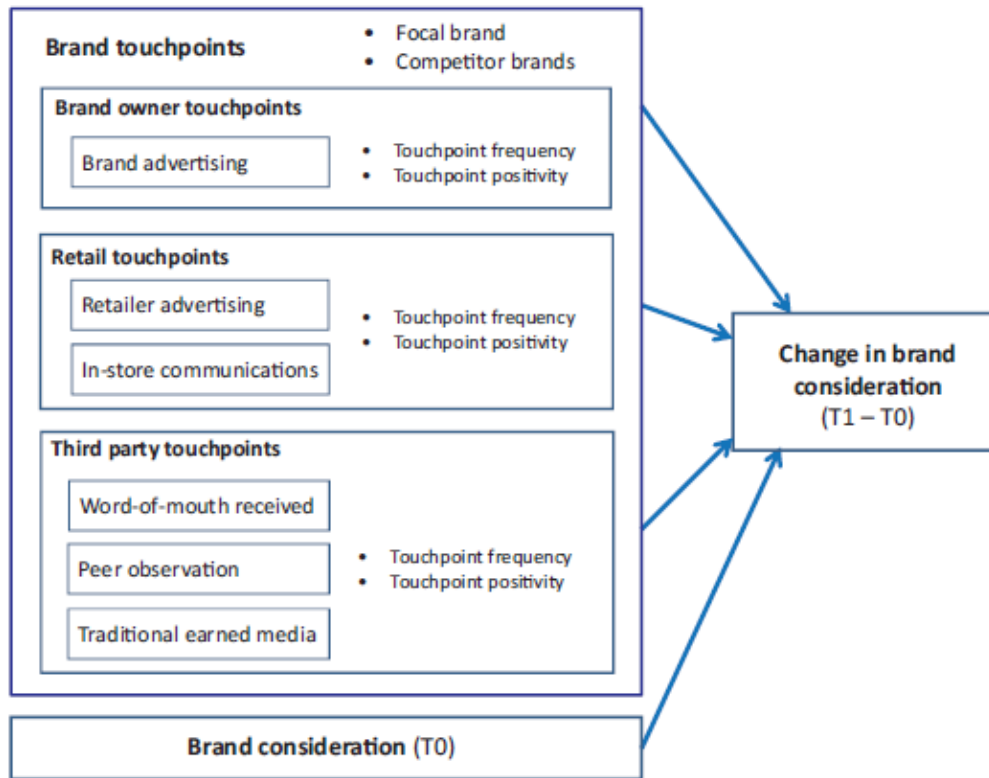 Brand touchpoints
• Focal brand
• Competitor brands
Brand owner touchpoints
Brand advertising
• Touchpoint frequency
• Touchpoint positivity
Retail touchpoints
Retailer advertising
In-store communications
• Touchpoint frequency
• Touchpoint positivity
Third party touchpoints
Word-of-mouth received
Peer observation
Traditional earned media
• Touchpoint frequency
• Touchpoint positivity
Brand consideration (T0)
Change in brand
consideration
(T1 – T0)